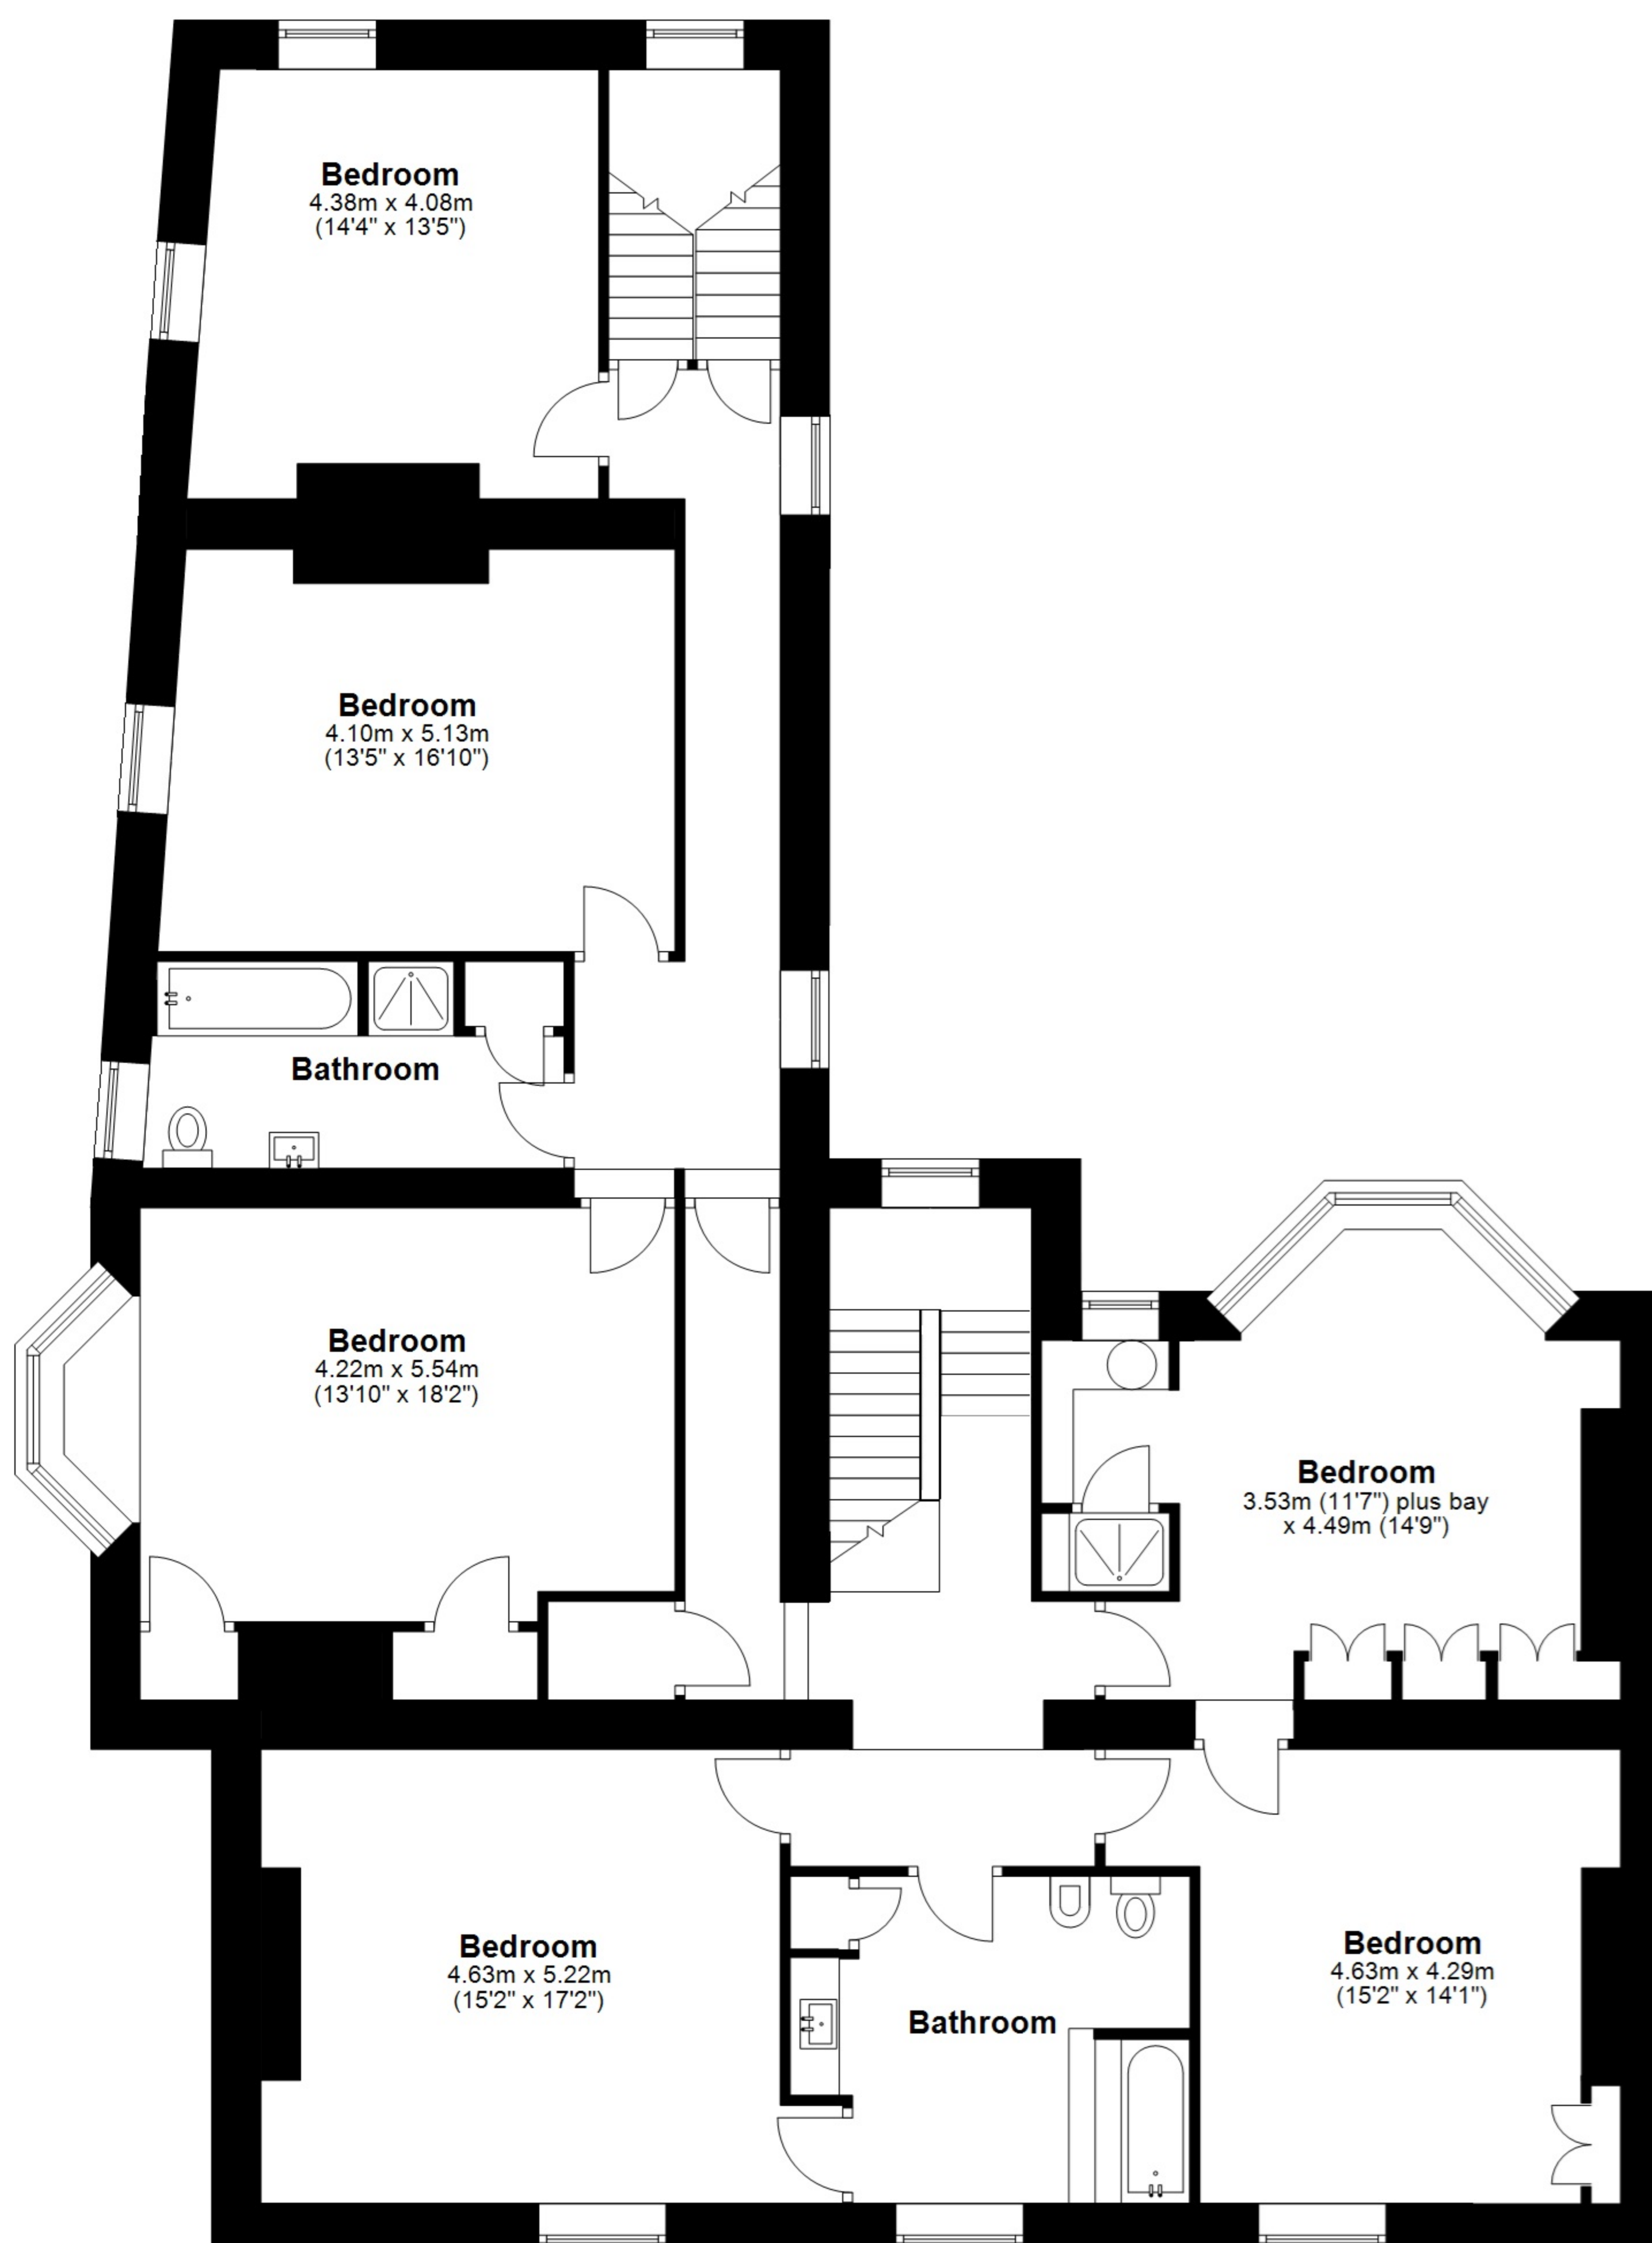 Bedroom
4.38m x 4.08m
(14'4" x 13'5")
Bedroom
4.10m x 5.13m
(13'5" x 16'10")
Bathroom
Bedroom
4.22m x 5.54m
(13'10" x 18'2")
Bedroom
3.53m (11'7") plus bay
x 4.49m (14'9")
Bedroom
4.63m x 5.22m
(15'2" x 17'2")
Bathroom
Bedroom
4.63m x 4.29m
(15'2" x 14'1")